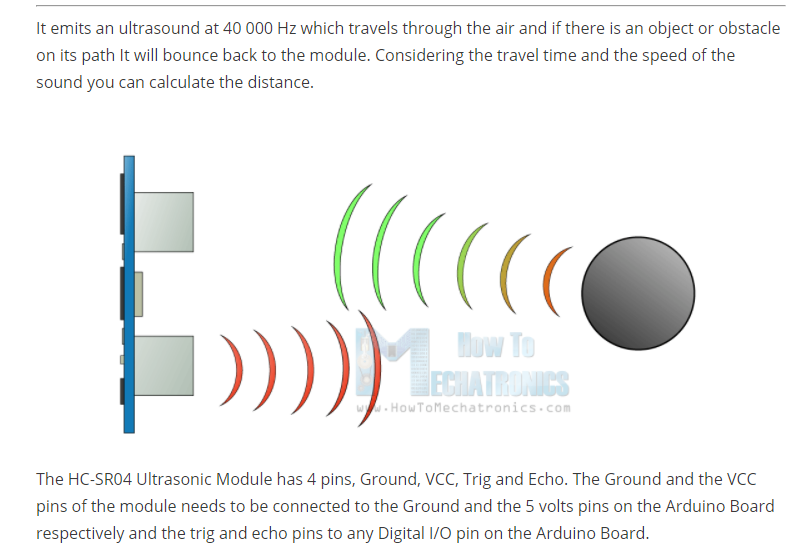 It emits an ultrasound at 40 000 Hz which travels through the air and if there is an object or obstacle
on its path It will bounce back to the module. Considering the travel time and the speed of the
sound you can calculate the distance.
How To
MECHATRONICS
www.HowToMechatronics.com
The HC-SR04 Ultrasonic Module has 4 pins, Ground, VCC, Trig and Echo. The Ground and the VCC
pins of the module needs to be connected to the Ground and the 5 volts pins on the Arduino Board
respectively and the trig and echo pins to any Digital I/O pin on the Arduino Board.